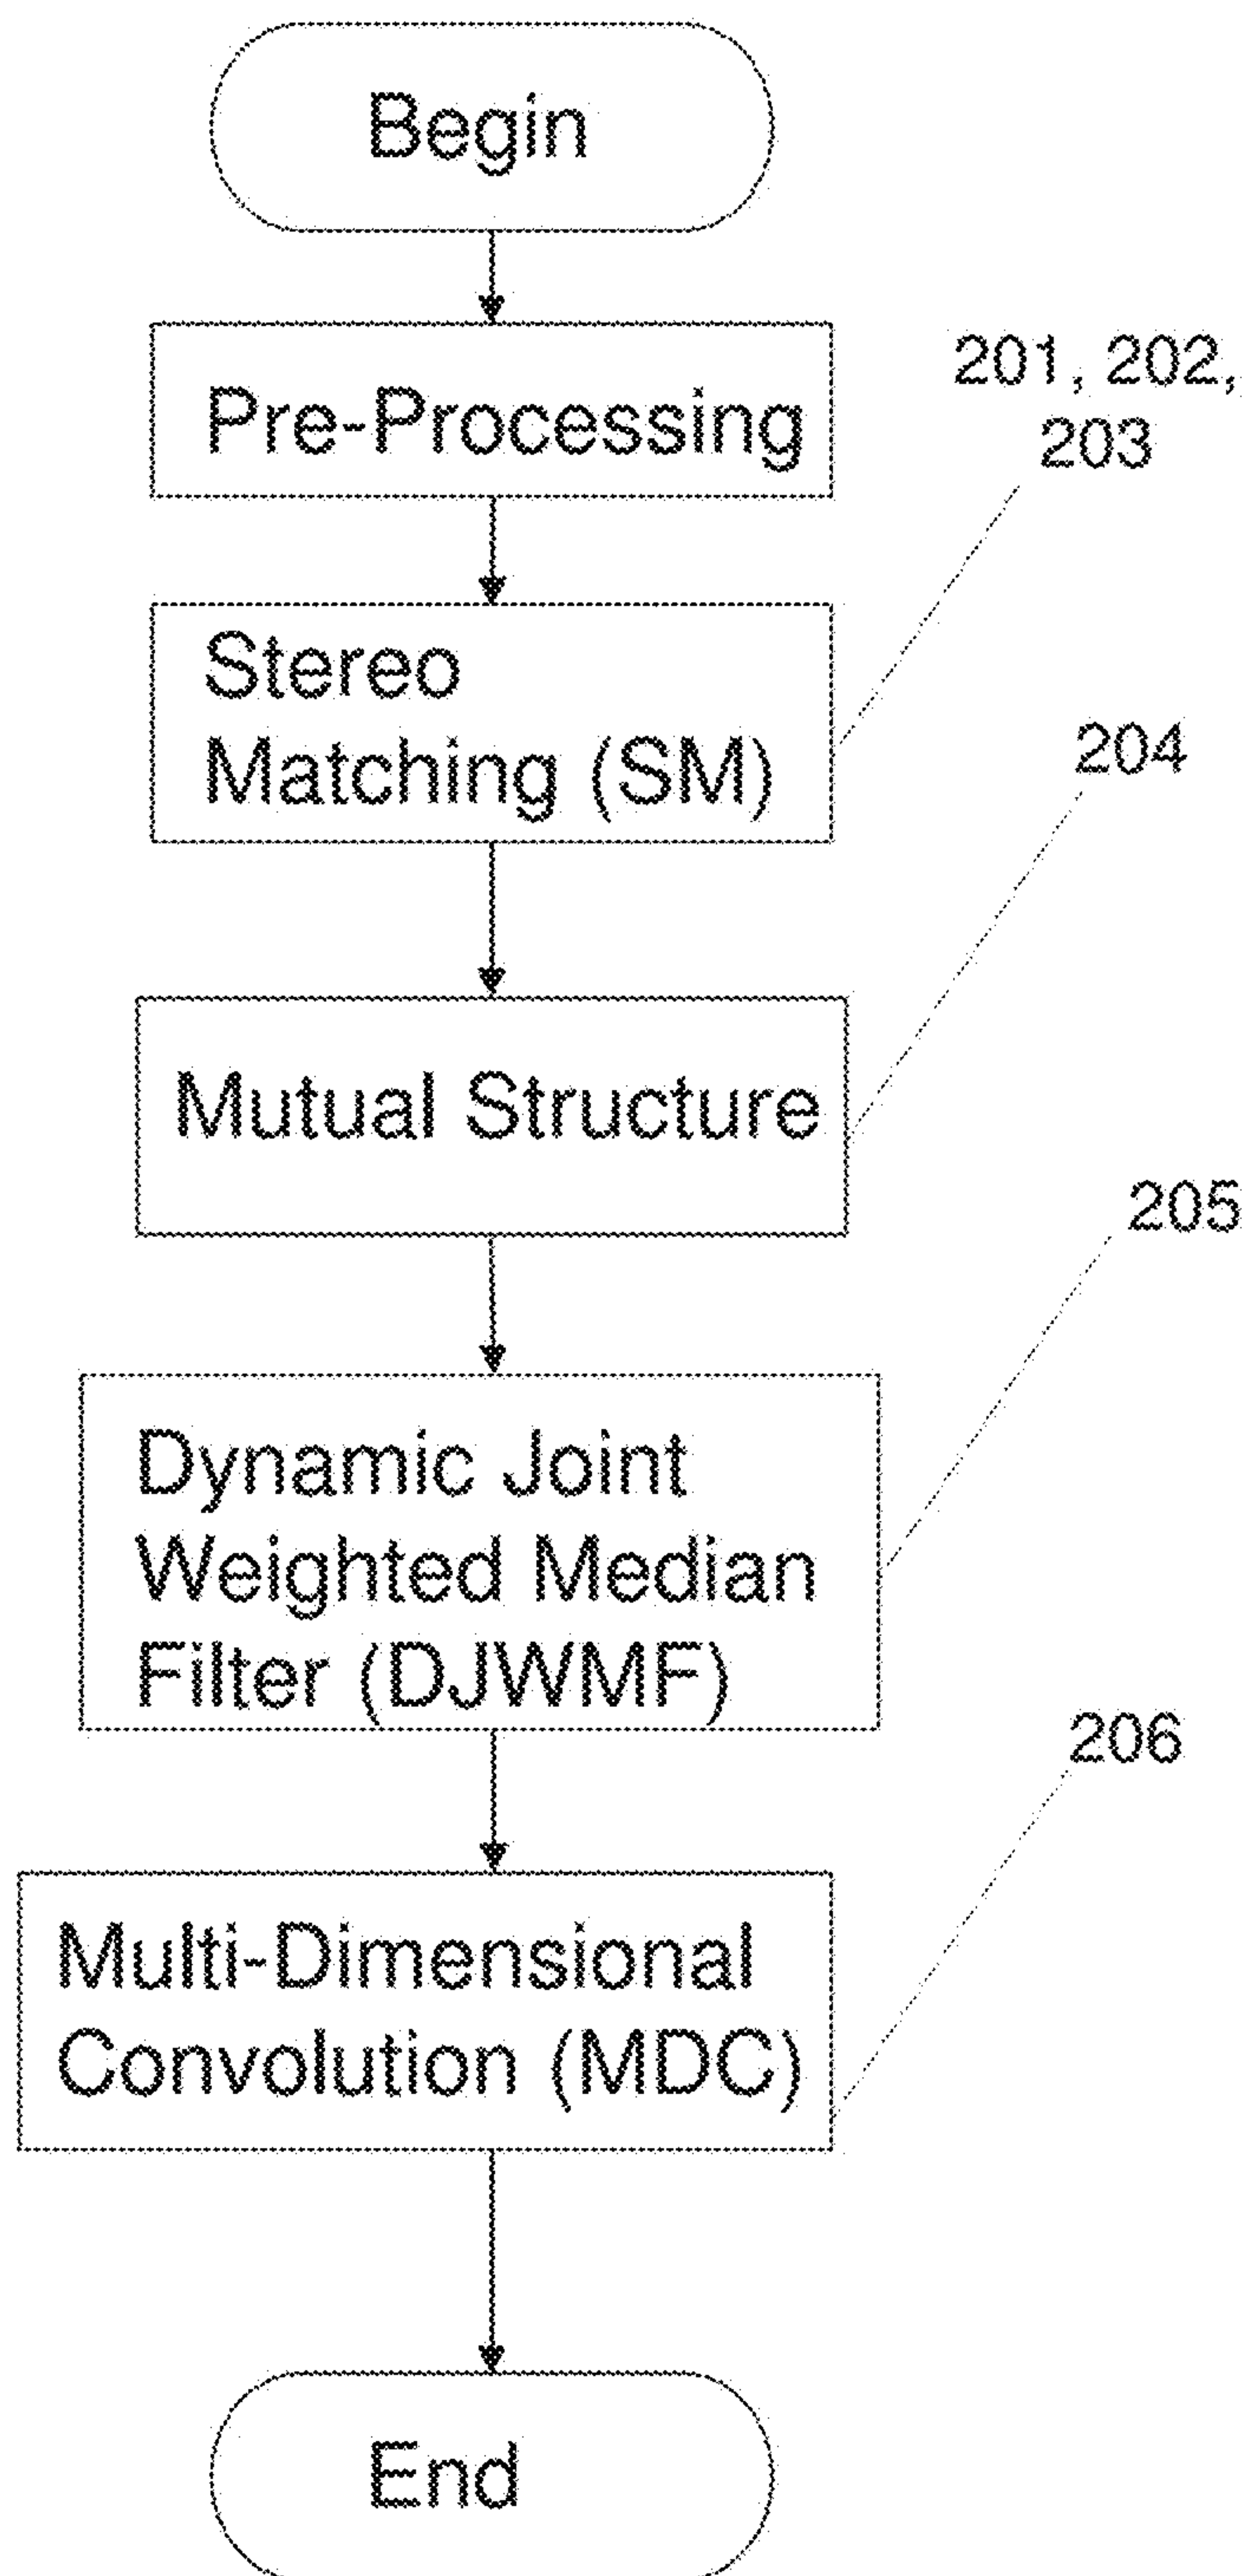 Begin
Pre-Processing
201, 202,
203
Stereo
Matching (SM)
204
Mutual Structure
205
Dynamic Joint
Weighted Median
Filter (DJWMF)
206
Multi-Dimensional
Convolution (MDC)
End